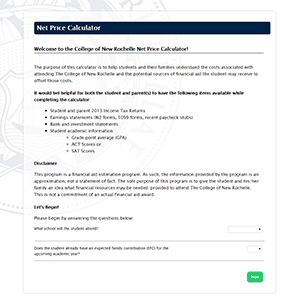 Net Price Calculator
Welcome to the College of New Rochelle Net Price Calculator!
The purpose of this calculator is to help students and their families understand the costs associated with
attending The College of New Rochelle and the potential sources of financial aid the student may receive to
offset those costs.
It would be helpful for both the student and parent(s) to have the following items available while
completing the calculator:
Student and parent 2013 Income Tax Returns
Earnings statements (W2 forms, 1099 forms, recent paycheck stubs)
Bank and investment statements
Student academic information:
Grade point average (GPA)
ACT Scores or
SAT Scores
Disclaimer
This program is a financial aid estimation program. As such, the information provided by the program is an
approximation, not a statement of fact. The sole purpose of this program is to give the student and his/her
family an idea what financial resources may be needed/provided to attend The College of New Rochelle.
This is not a commitment of an actual financial aid award.
Let's Begin!
Please begin by answering the questions below:
What school will the student attend?
Does the student already have an expected family contribution (EFC) for the
upcoming academic year?